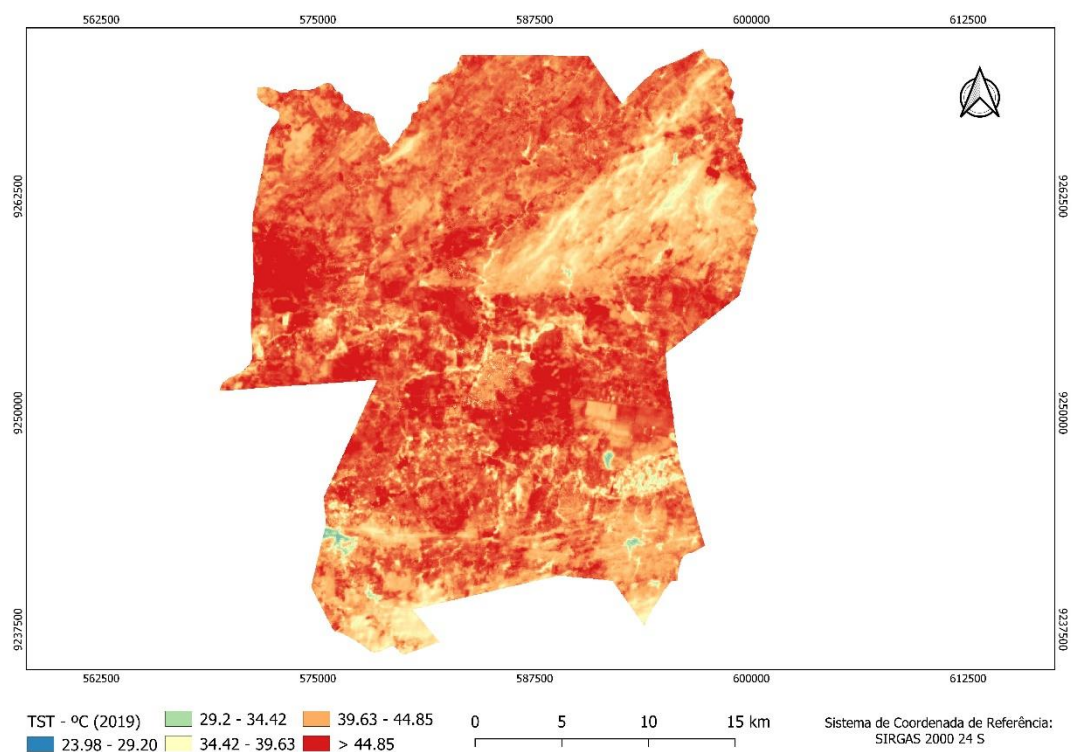 562500 575000 587500 600000 612500
9262500 9262500
9250000 9250000
9237500 9237500
562500 575000 587500 600000 612500
TST - ºC (2019) 29.2 - 34.42 39.63 - 44.85 0 5 10 15 km Sistema de Coordenada de Referência:
23.98 - 29.20 34.42 - 39.63 > 44.85 SIRGAS 2000 24 S